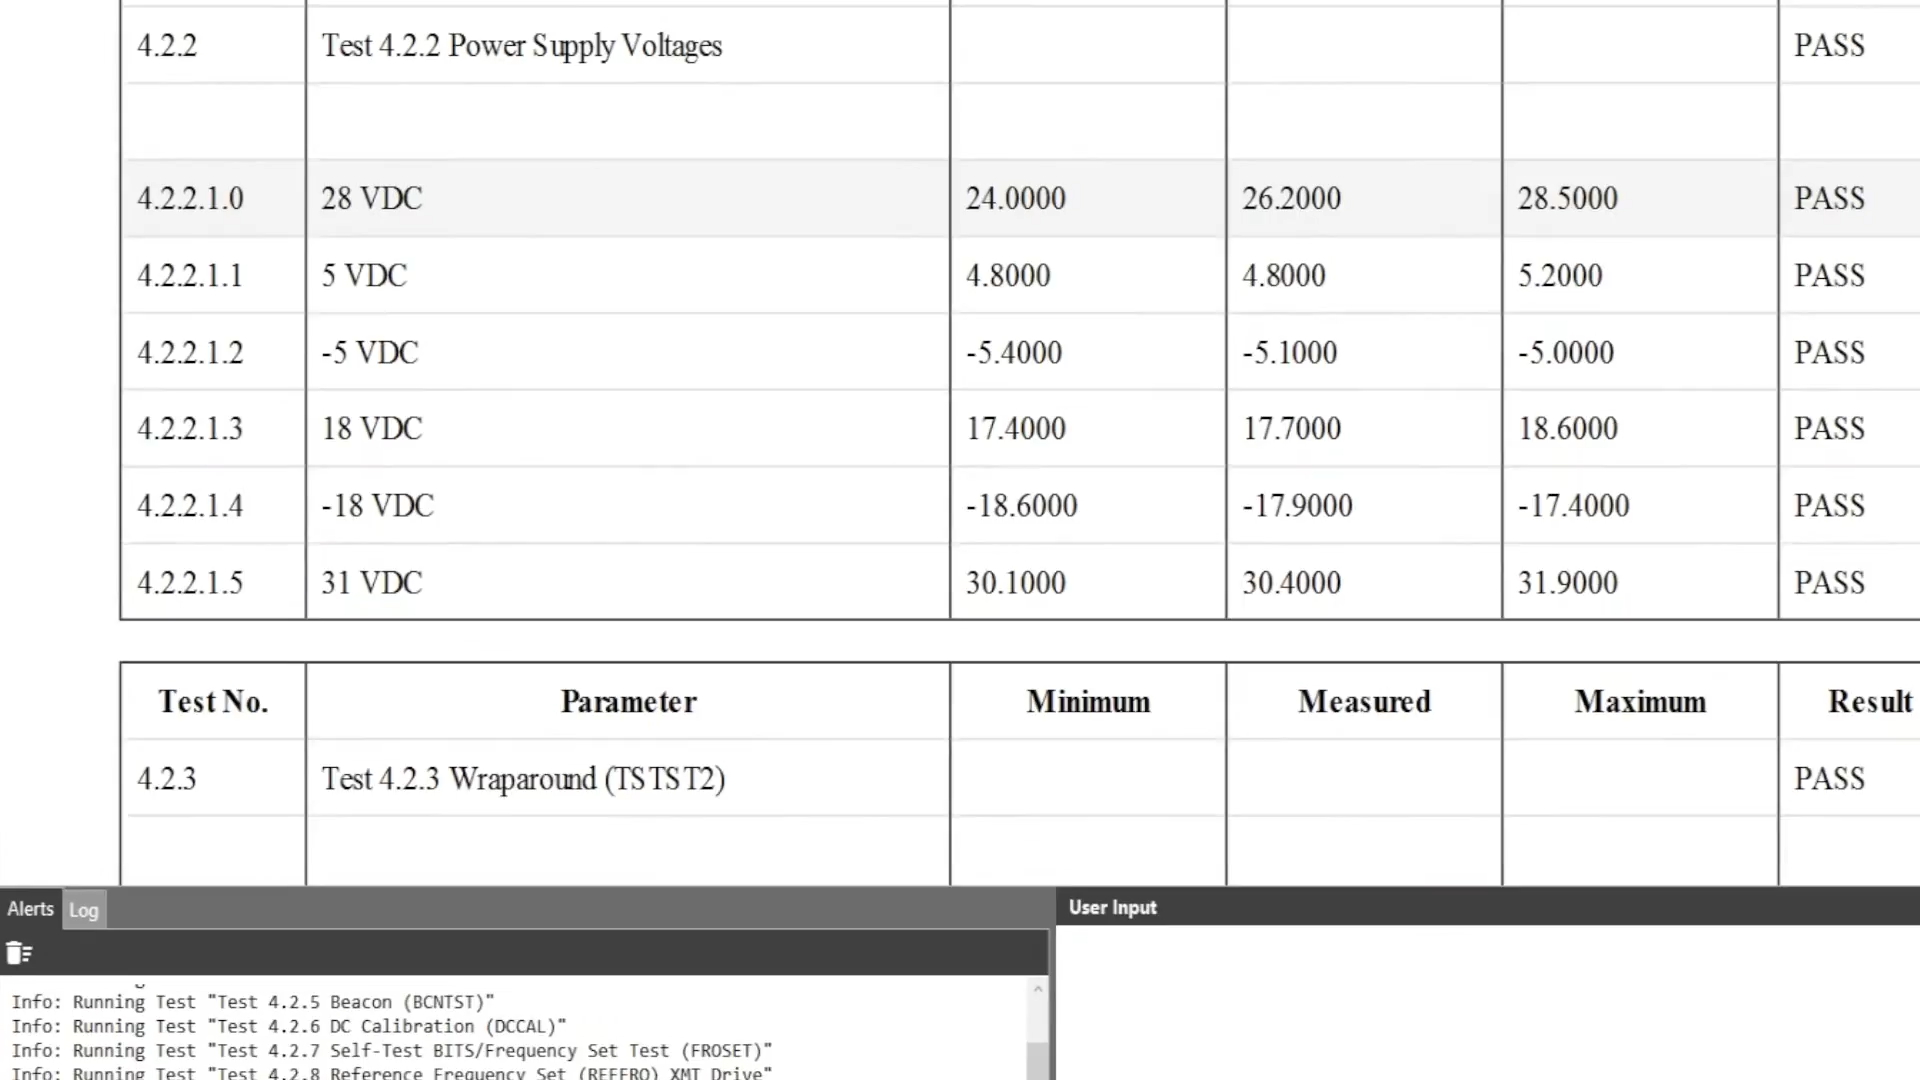 4.2.2 Test 4.2.2 Power Supply Voltages PASS
4.2.2.1.0 28 VDC 24.0000 26.2000 28.5000 PASS
4.2.2.1.1 5 VDC 4.8000 4.8000 5.2000 PASS
4.2.2.1.2 -5 VDC -5.4000 -5.1000 -5.0000 PASS
4.2.2.1.3 18 VDC 17.4000 17.7000 18.6000 PASS
4.2.2.1.4 -18 VDC -18.6000 -17.9000 -17.4000 PASS
4.2.2.1.5 31 VDC 30.1000 30.4000 31.9000 PASS
Test No. Parameter Minimum Measured Maximum Result
4.2.3 Test 4.2.3 Wraparound (TSTST2) PASS
Alerts Log User Input
Info: Running Test "Test 4.2.5 Beacon (BCNTST)"
Info: Running Test "Test 4.2.6 DC Calibration (DCCAL)"
Info: Running Test "Test 4.2.7 Self-Test BITS/Frequency Set Test (FROSET)"
Info: Running Test "Test 4.2.8 Reference Frequency Set (REFFRO) XMT Drive"